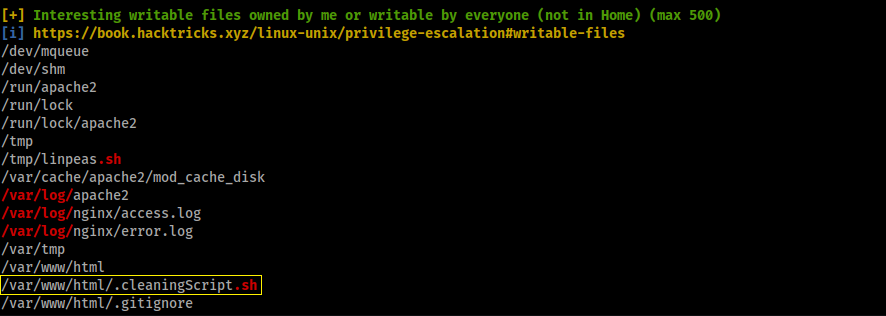 [+] Interesting writable files owned by me or writable by everyone (not in Home) (max 500)
[i] https://book.hacktricks.xyz/linux-unix/privilege-escalation#writable-files
/dev/mqueue
/dev/shm
/run/apache2
/run/lock
/run/lock/apache2
/tmp
/tmp/linpeas.sh
/var/cache/apache2/mod_cache_disk
/var/log/apache2
/var/log/nginx/access.log
/var/log/nginx/error.log
/var/tmp
/var/www/html
/var/www/html/.cleaningScript.sh
/var/www/html/.gitignore